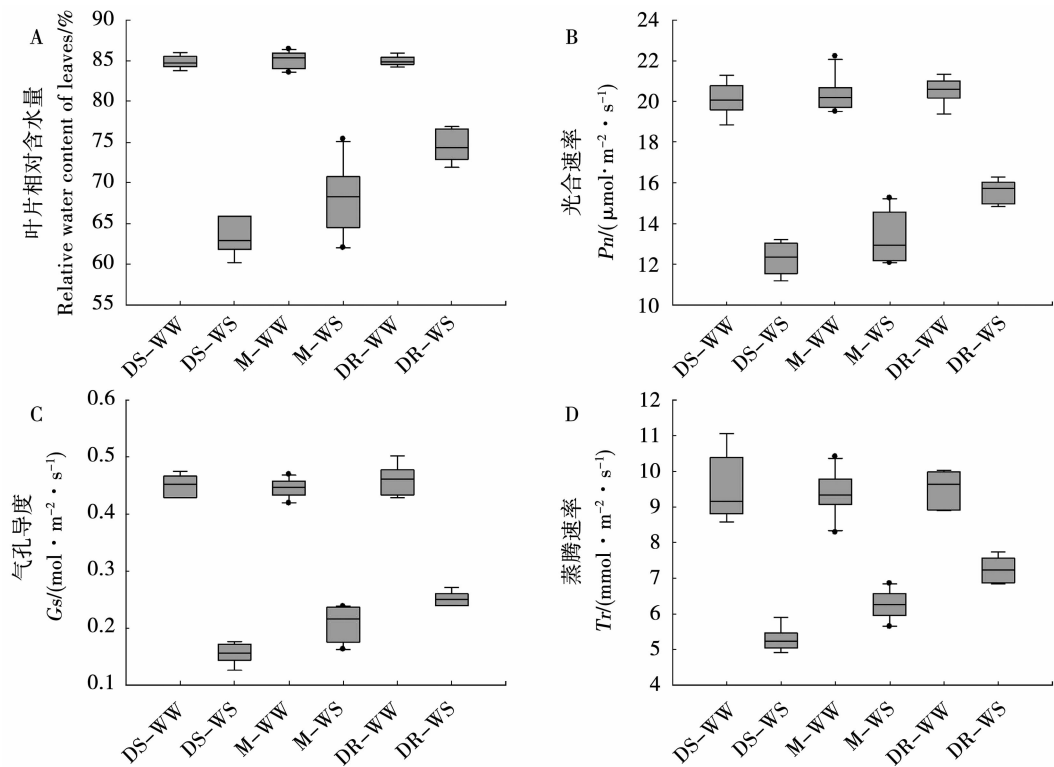 A
叶片相对含水量
Relative water content of leaves/%
90
85
80
75
70
65
60
55
DS-WW
DS-WS
M-WW
M-WS
DR-WW
DR-WS
B
光合速率
Pn/(μmol·m⁻²·s⁻¹)
24
22
20
18
16
14
12
10
DS-WW
DS-WS
M-WW
M-WS
DR-WW
DR-WS
C
气孔导度
Gs/(mol·m⁻²·s⁻¹)
0.6
0.5
0.4
0.3
0.2
0.1
DS-WW
DS-WS
M-WW
M-WS
DR-WW
DR-WS
D
蒸腾速率
Tr/(mmol·m⁻²·s⁻¹)
12
11
10
9
8
7
6
5
4
DS-WW
DS-WS
M-WW
M-WS
DR-WW
DR-WS